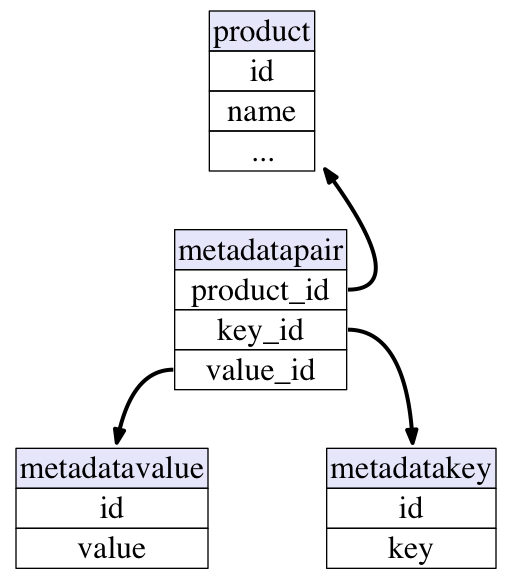 product
id
name
...
metadatapair
product_id
key_id
value_id
metadatavalue
id
value
metadatakey
id
key